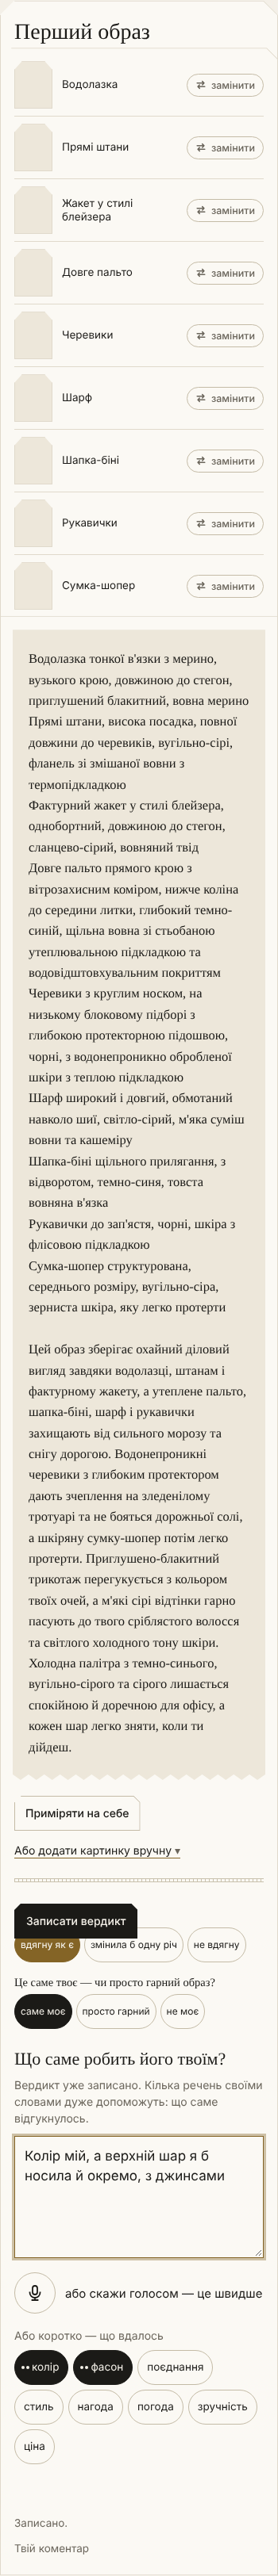 Перший образ
Водолазка
замінити
Прямі штани
замінити
Жакет у стилі
блейзера
замінити
Довге пальто
замінити
Черевики
замінити
Шарф
замінити
Шапка-біні
замінити
Рукавички
замінити
Сумка-шопер
замінити
Водолазка тонкої в'язки з мерино,
вузького крою, довжиною до стегон,
приглушений блакитний, вовна мерино
Прямі штани, висока посадка, повної
довжини до черевиків, вугільно-сірі,
фланель зі змішаної вовни з
термопідкладкою
Фактурний жакет у стилі блейзера,
однобортний, довжиною до стегон,
сланцево-сірий, вовняний твід
Довге пальто прямого крою з
вітрозахисним коміром, нижче коліна
до середини литки, глибокий темно-
синій, щільна вовна зі стьобаною
утеплювальною підкладкою та
водовідштовхувальним покриттям
Черевики з круглим носком, на
низькому блоковому підборі з
глибокою протекторною підошвою,
чорні, з водонепроникно обробленої
шкіри з теплою підкладкою
Шарф широкий і довгий, обмотаний
навколо шиї, світло-сірий, м'яка суміш
вовни та кашеміру
Шапка-біні щільного прилягання, з
відворотом, темно-синя, товста
вовняна в'язка
Рукавички до зап'ястя, чорні, шкіра з
флісовою підкладкою
Сумка-шопер структурована,
середнього розміру, вугільно-сіра,
зерниста шкіра, яку легко протерти
Цей образ зберігає охайний діловий
вигляд завдяки водолазці, штанам і
фактурному жакету, а утеплене пальто,
шапка-біні, шарф і рукавички
захищають від сильного морозу та
снігу дорогою. Водонепроникні
черевики з глибоким протектором
дають зчеплення на зледенілому
тротуарі та не бояться дорожньої солі,
а шкіряну сумку-шопер потім легко
протерти. Приглушено-блакитний
трикотаж перегукується з кольором
твоїх очей, а м'які сірі відтінки гарно
пасують до твого сріблястого волосся
та світлого холодного тону шкіри.
Холодна палітра з темно-синього,
вугільно-сірого та сірого лишається
спокійною й доречною для офісу, а
кожен шар легко зняти, коли ти
дійдеш.
Приміряти на себе
Або додати картинку вручну ▾
Записати вердикт
вдягну як є
змінила б одну річ
не вдягну
Це саме твоє — чи просто гарний образ?
саме моє
просто гарний
не моє
Що саме робить його твоїм?
Вердикт уже записано. Кілька речень своїми
словами дуже допоможуть: що саме
відгукнулось.
Колір мій, а верхній шар я б
носила й окремо, з джинсами
або скажи голосом — це швидше
Або коротко — що вдалось
колір
фасон
поєднання
стиль
нагода
погода
зручність
ціна
Записано.
Твій коментар